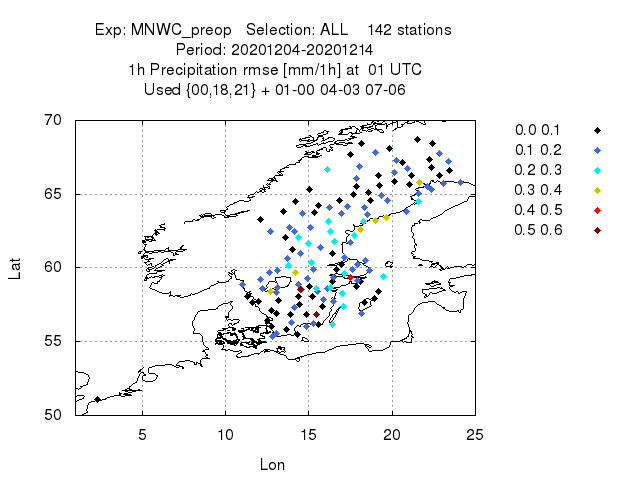 Exp: MNWC_preop   Selection: ALL    142 stations
Period: 20201204-20201214
1h Precipitation rmse [mm/1h] at  01 UTC
Used {00,18,21} + 01-00 04-03 07-06
70
65
60
55
50
5 10 15 20 25
Lat
Lon
0.0 0.1
0.1 0.2
0.2 0.3
0.3 0.4
0.4 0.5
0.5 0.6